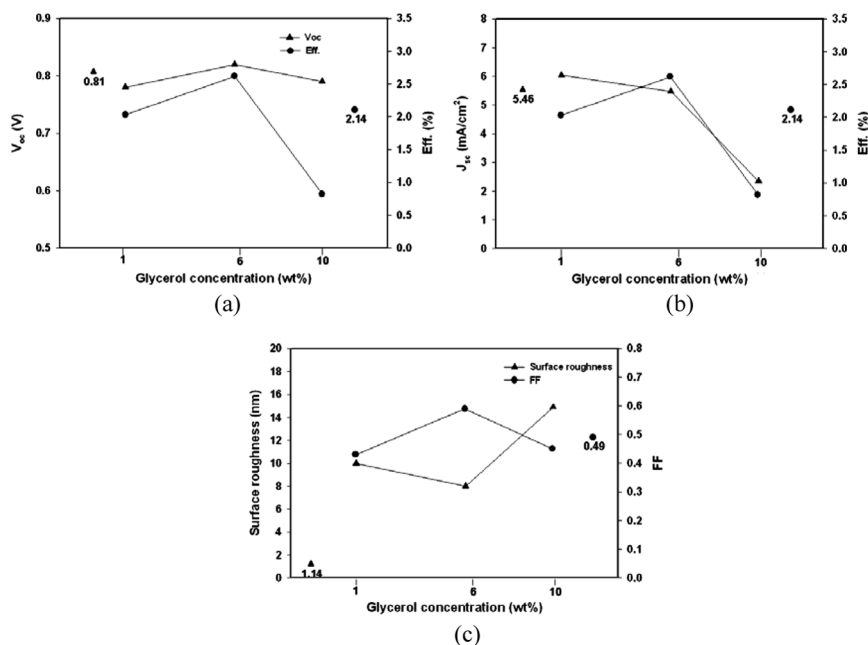 0.9
0.8
0.7
0.6
0.5
V oc (V)
0.81
Voc
Eff.
2.14
3.5
3.0
2.5
2.0
1.5
1.0
0.5
0.0
Eff. (%)
1 6 10
Glycerol concentration (wt%)
(a)
8
7
6
5
4
3
2
1
0
J sc (mA/cm²)
5.46
2.14
3.5
3.0
2.5
2.0
1.5
1.0
0.5
0.0
Eff. (%)
1 6 10
Glycerol concentration (wt%)
(b)
20
18
16
14
12
10
8
6
4
2
0
Surface roughness (nm)
1.14
Surface roughness
FF
0.49
0.8
0.7
0.6
0.5
0.4
0.3
0.2
0.1
0.0
FF
1 6 10
Glycerol concentration (wt%)
(c)